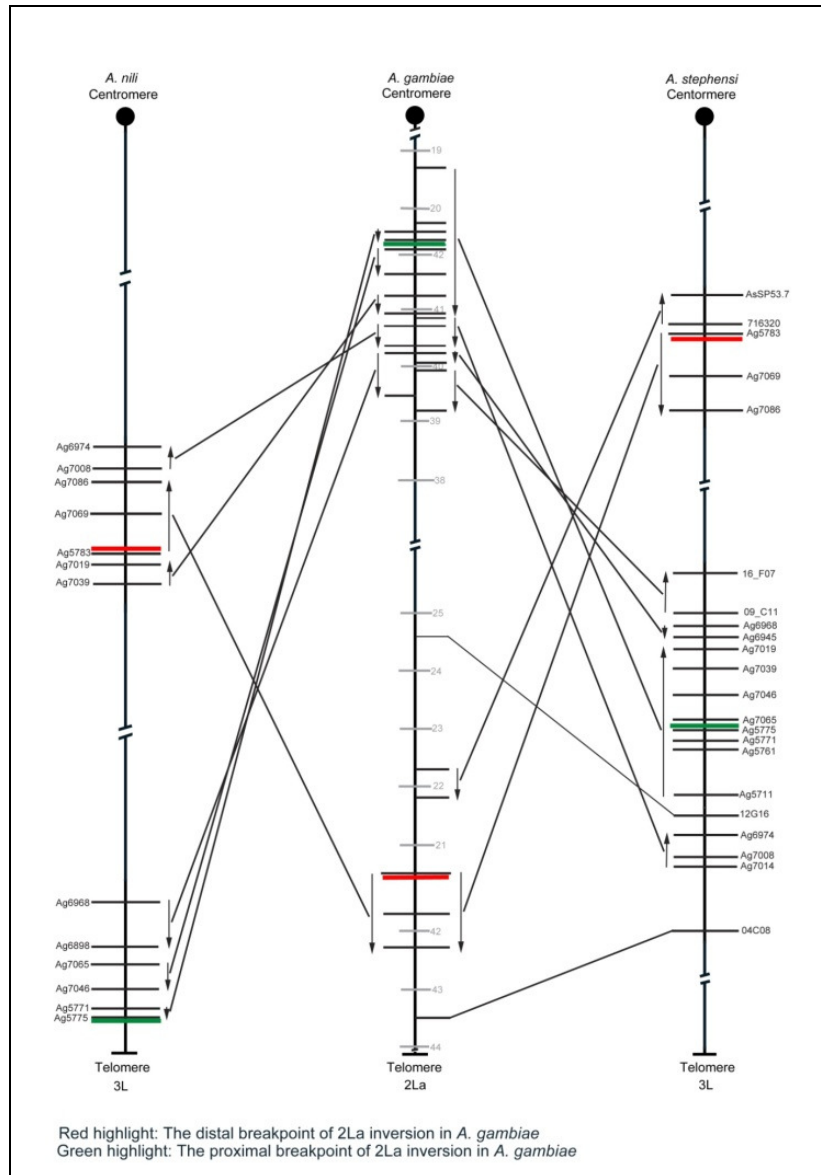 A. nili
Centromere
A. gambiae
Centromere
A. stephensi
Centormere
Ag6974
Ag7008
Ag7086
Ag7069
Ag5783
Ag7019
Ag7039
Ag6968
Ag6898
Ag7065
Ag7046
Ag5771
Ag5775
Telomere
3L
19
20
42
41
40
39
38
25
24
23
22
21
42
43
44
Telomere
2La
AsSP53.7
716320
Ag5783
Ag7069
Ag7086
16_F07
09_C11
Ag6968
Ag6945
Ag7019
Ag7039
Ag7046
Ag7065
Ag5775
Ag5771
Ag5761
Ag5711
12G16
Ag6974
Ag7008
Ag7014
04C08
Telomere
3L
Red highlight: The distal breakpoint of 2La inversion in A. gambiae
Green highlight: The proximal breakpoint of 2La inversion in A. gambiae